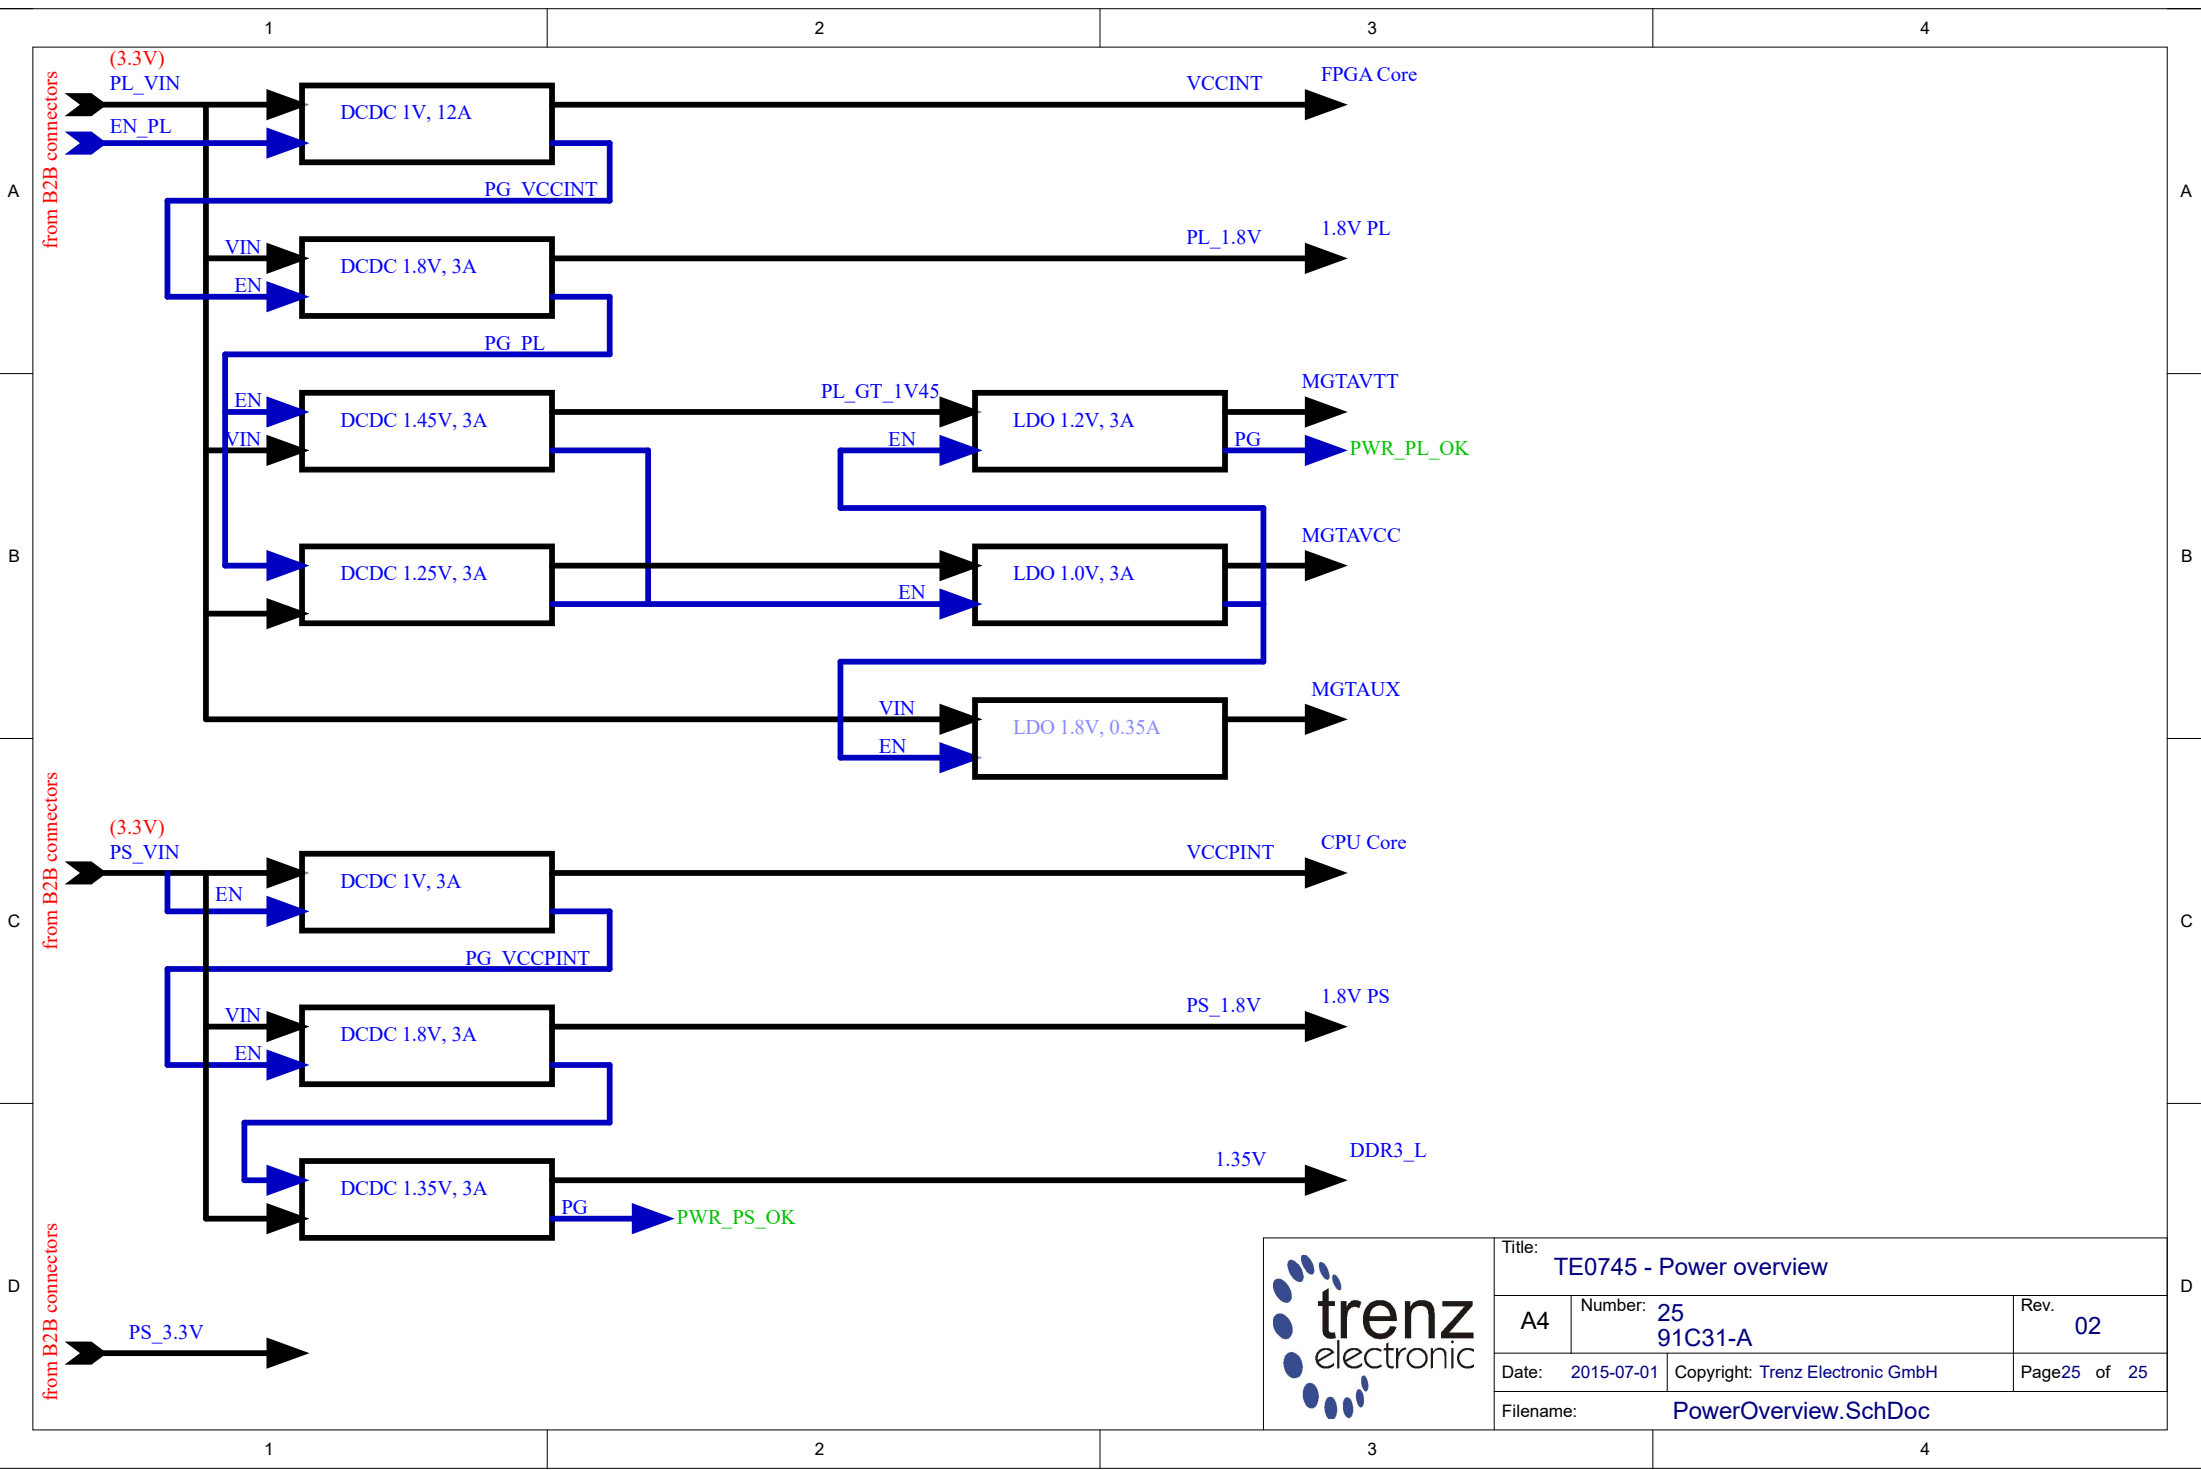 1 2 3 4
(3.3V)
PL_VIN
EN_PL
from B2B connectors
DCDC 1V, 12A
VCCINT
FPGA Core
A
A
PG_VCCINT
VIN
EN
DCDC 1.8V, 3A
PL_1.8V
1.8V PL
PG_PL
EN
VIN
DCDC 1.45V, 3A
PL_GT_1V45
EN
LDO 1.2V, 3A
MGTAVTT
PG
PWR_PL_OK
B
B
DCDC 1.25V, 3A
EN
LDO 1.0V, 3A
MGTAVCC
VIN
EN
LDO 1.8V, 0.35A
MGTAUX
from B2B connectors
(3.3V)
PS_VIN
EN
DCDC 1V, 3A
VCCPINT
CPU Core
C
C
PG_VCCPINT
VIN
EN
DCDC 1.8V, 3A
PS_1.8V
1.8V PS
DCDC 1.35V, 3A
1.35V
DDR3_L
PG
PWR_PS_OK
D
D
from B2B connectors
PS_3.3V
trenz
electronic
Title:
TE0745 - Power overview
A4
Number: 25
91C31-A
Rev.
02
Date: 2015-07-01
Copyright: Trenz Electronic GmbH
Page25 of 25
Filename: PowerOverview.SchDoc
1 2 3 4